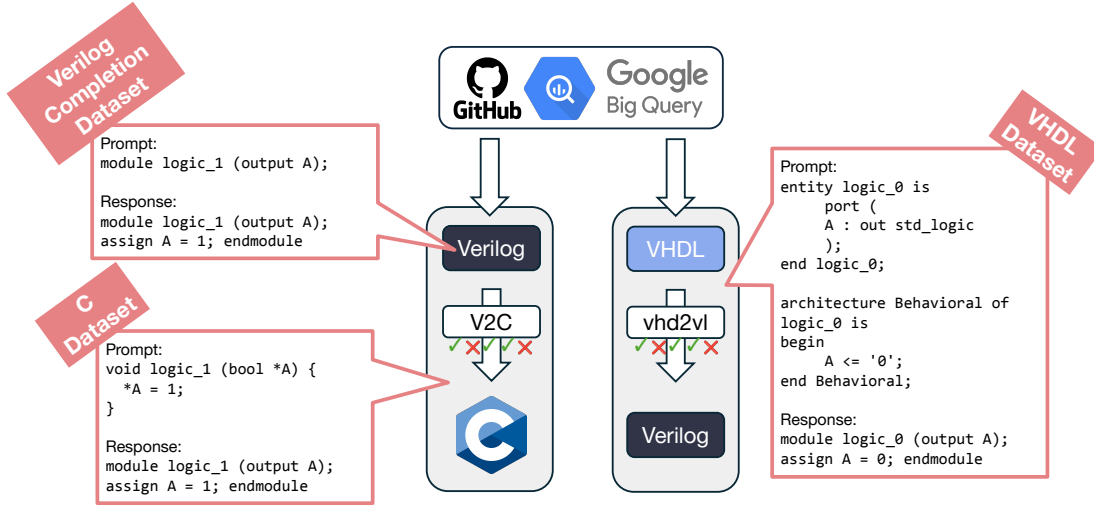 Verilog
Completion
Dataset
Prompt:
module logic_1 (output A);
Response:
module logic_1 (output A);
assign A = 1; endmodule
C
Dataset
Prompt:
void logic_1 (bool *A) {
*A = 1;
}
Response:
module logic_1 (output A);
assign A = 1; endmodule
GitHub
Google
Big Query
Verilog
V2C
✓✗✓✓✗
C
VHDL
vhd2vl
✓✗✓✓✗
Verilog
VHDL
Dataset
Prompt:
entity logic_0 is
port (
A : out std_logic
);
end logic_0;
architecture Behavioral of
logic_0 is
begin
A <= '0';
end Behavioral;
Response:
module logic_0 (output A);
assign A = 0; endmodule